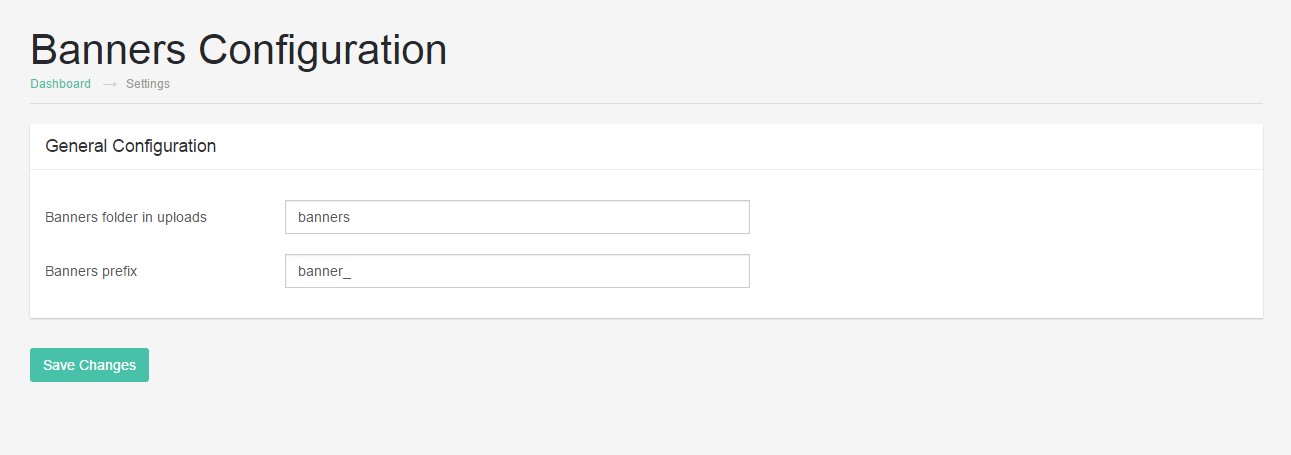 Banners Configuration
Dashboard → Settings
General Configuration
Banners folder in uploads banners
Banners prefix banner_
Save Changes